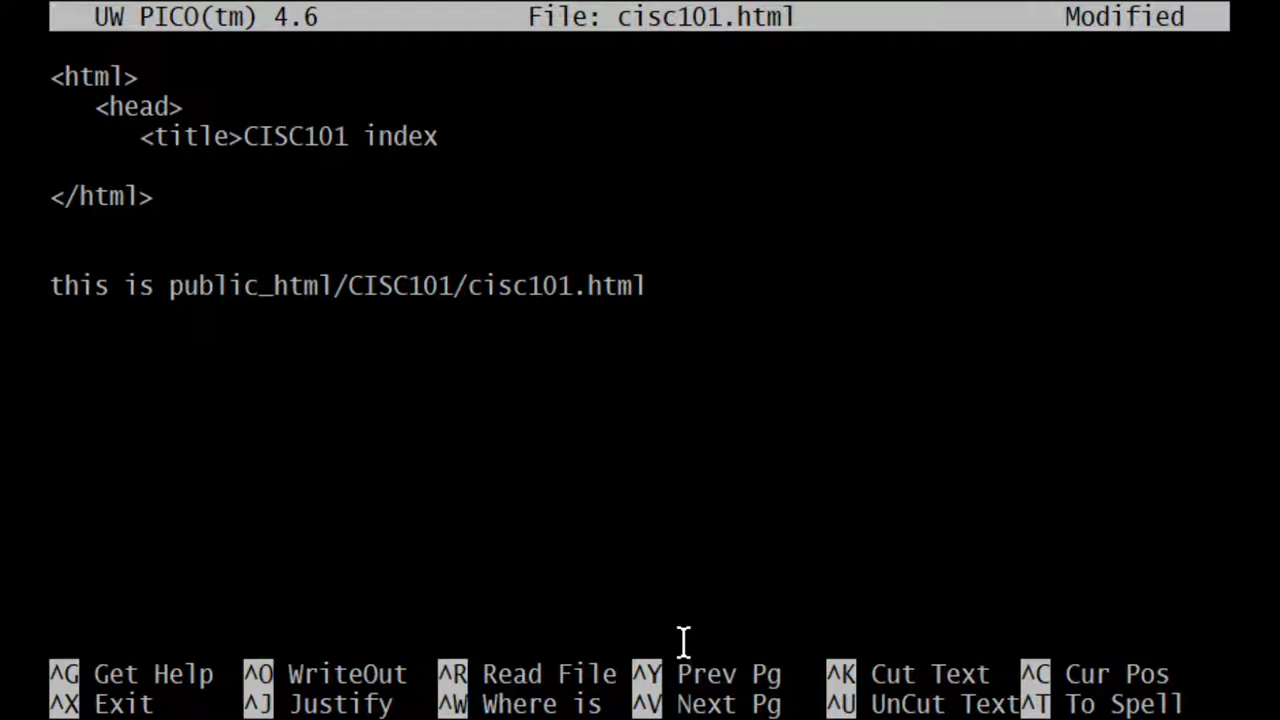 UW PICO(tm) 4.6 File: cisc101.html Modified
<html>
<head>
<title>CISC101 index
</html>
this is public_html/CISC101/cisc101.html
^G Get Help ^O WriteOut ^R Read File ^Y Prev Pg ^K Cut Text ^C Cur Pos
^X Exit ^J Justify ^W Where is ^V Next Pg ^U UnCut Text ^T To Spell